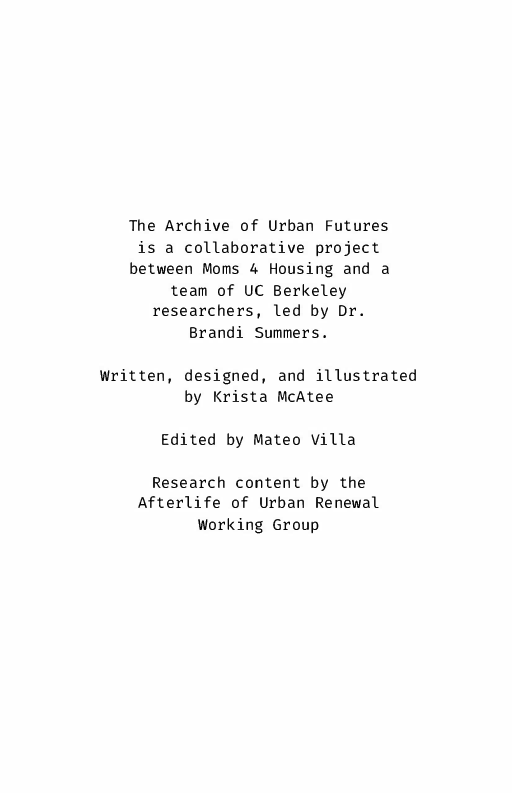 The Archive of Urban Futures
is a collaborative project
between Moms 4 Housing and a
team of UC Berkeley
researchers, led by Dr.
Brandi Summers.
Written, designed, and illustrated
by Krista McAtee
Edited by Mateo Villa
Research content by the
Afterlife of Urban Renewal
Working Group